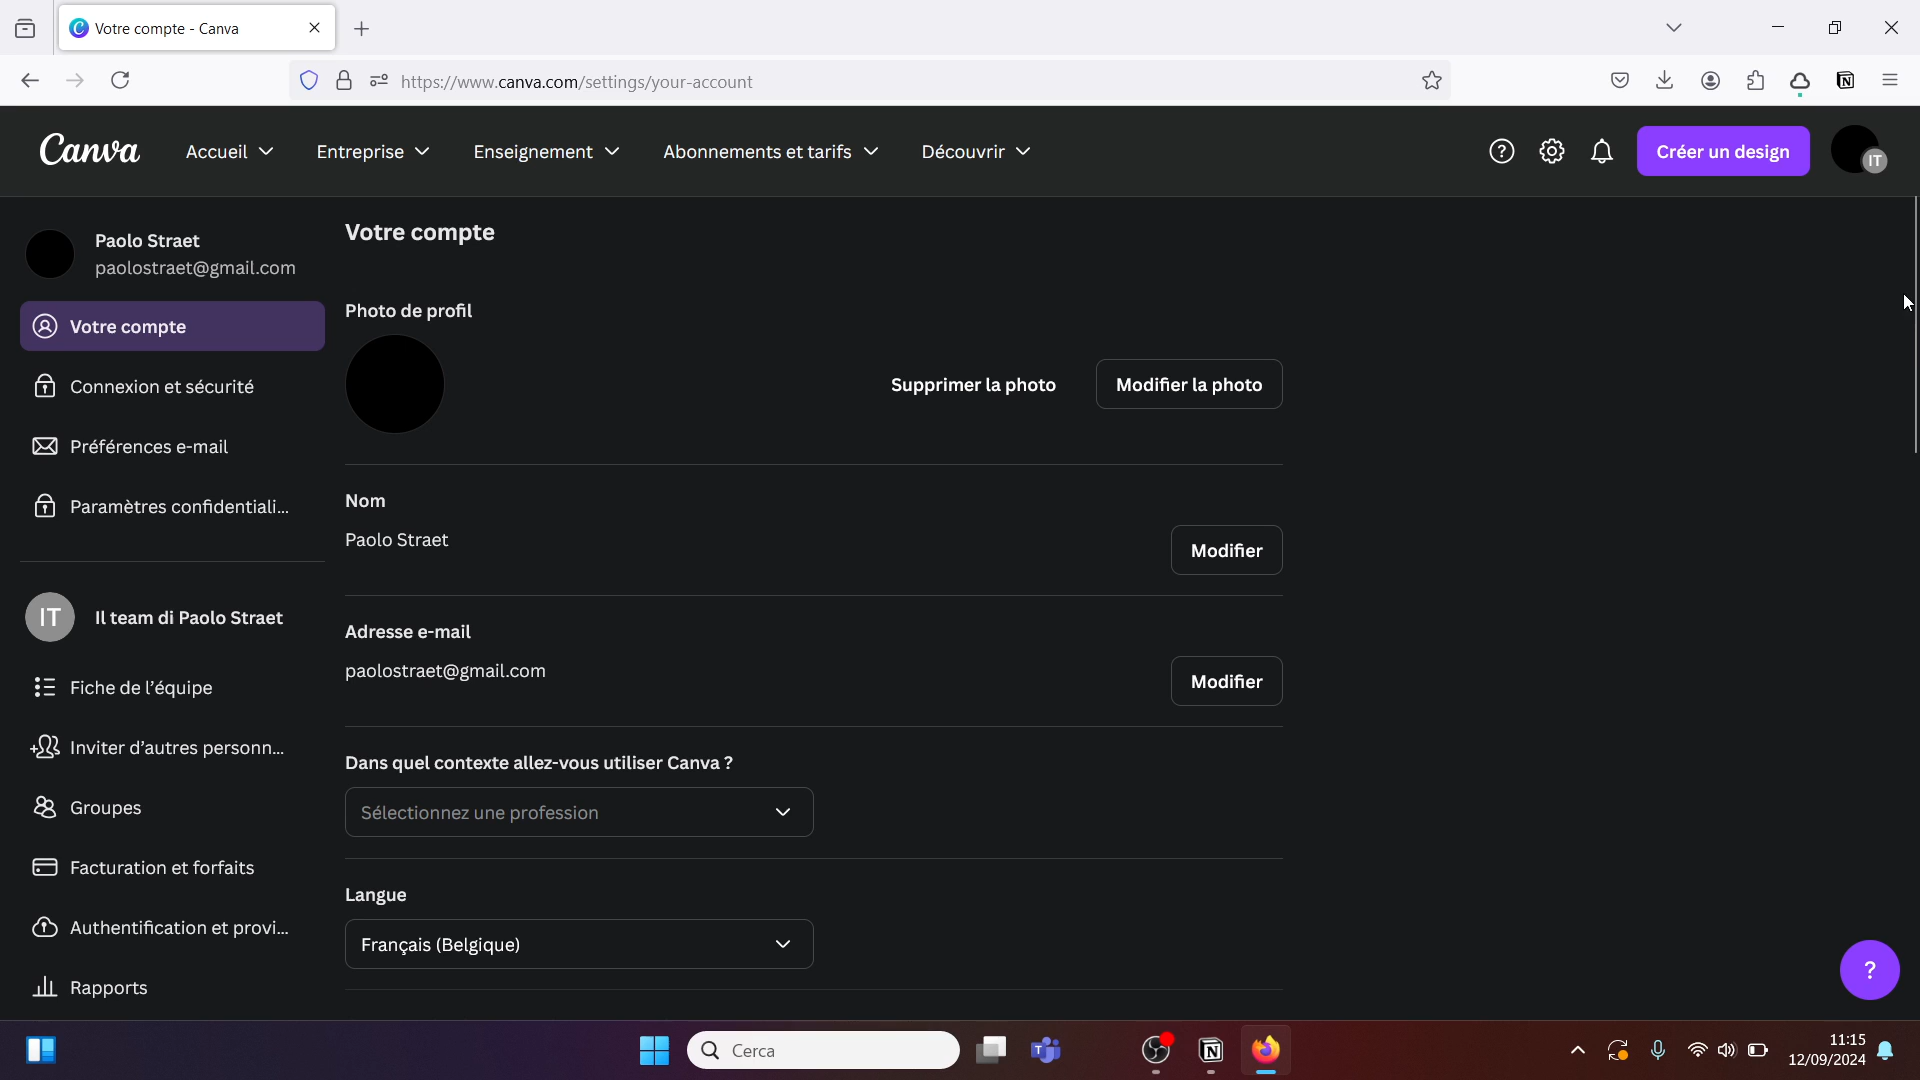 Votre compte - Canva
https://www.canva.com/settings/your-account
Canva
Accueil
Entreprise
Enseignement
Abonnements et tarifs
Découvrir
Créer un design
IT
Paolo Straet
paolostraet@gmail.com
Votre compte
Connexion et sécurité
Préférences e-mail
Paramètres confidentiali...
IT
Il team di Paolo Straet
Fiche de l’équipe
Inviter d’autres personn...
Groupes
Facturation et forfaits
Authentification et provi...
Rapports
Votre compte
Photo de profil
Supprimer la photo
Modifier la photo
Nom
Paolo Straet
Modifier
Adresse e-mail
paolostraet@gmail.com
Modifier
Dans quel contexte allez-vous utiliser Canva ?
Sélectionnez une profession
Langue
Français (Belgique)
?
Cerca
11:15
12/09/2024